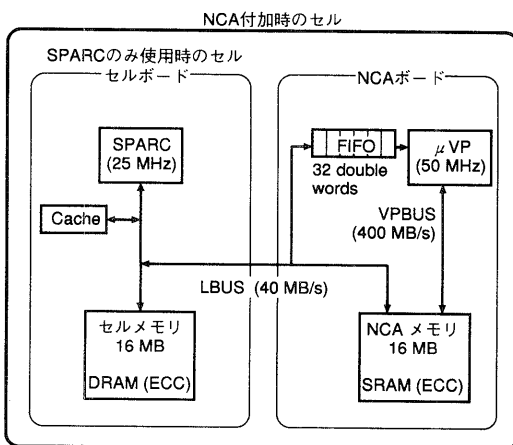 NCA付加時のセル
SPARCのみ使用時のセル
セルボード
NCAボード
SPARC
(25 MHz)
Cache
FIFO
32 double
words
μVP
(50 MHz)
VPBUS
(400 MB/s)
LBUS (40 MB/s)
セルメモリ
16 MB
DRAM (ECC)
NCA メモリ
16 MB
SRAM (ECC)